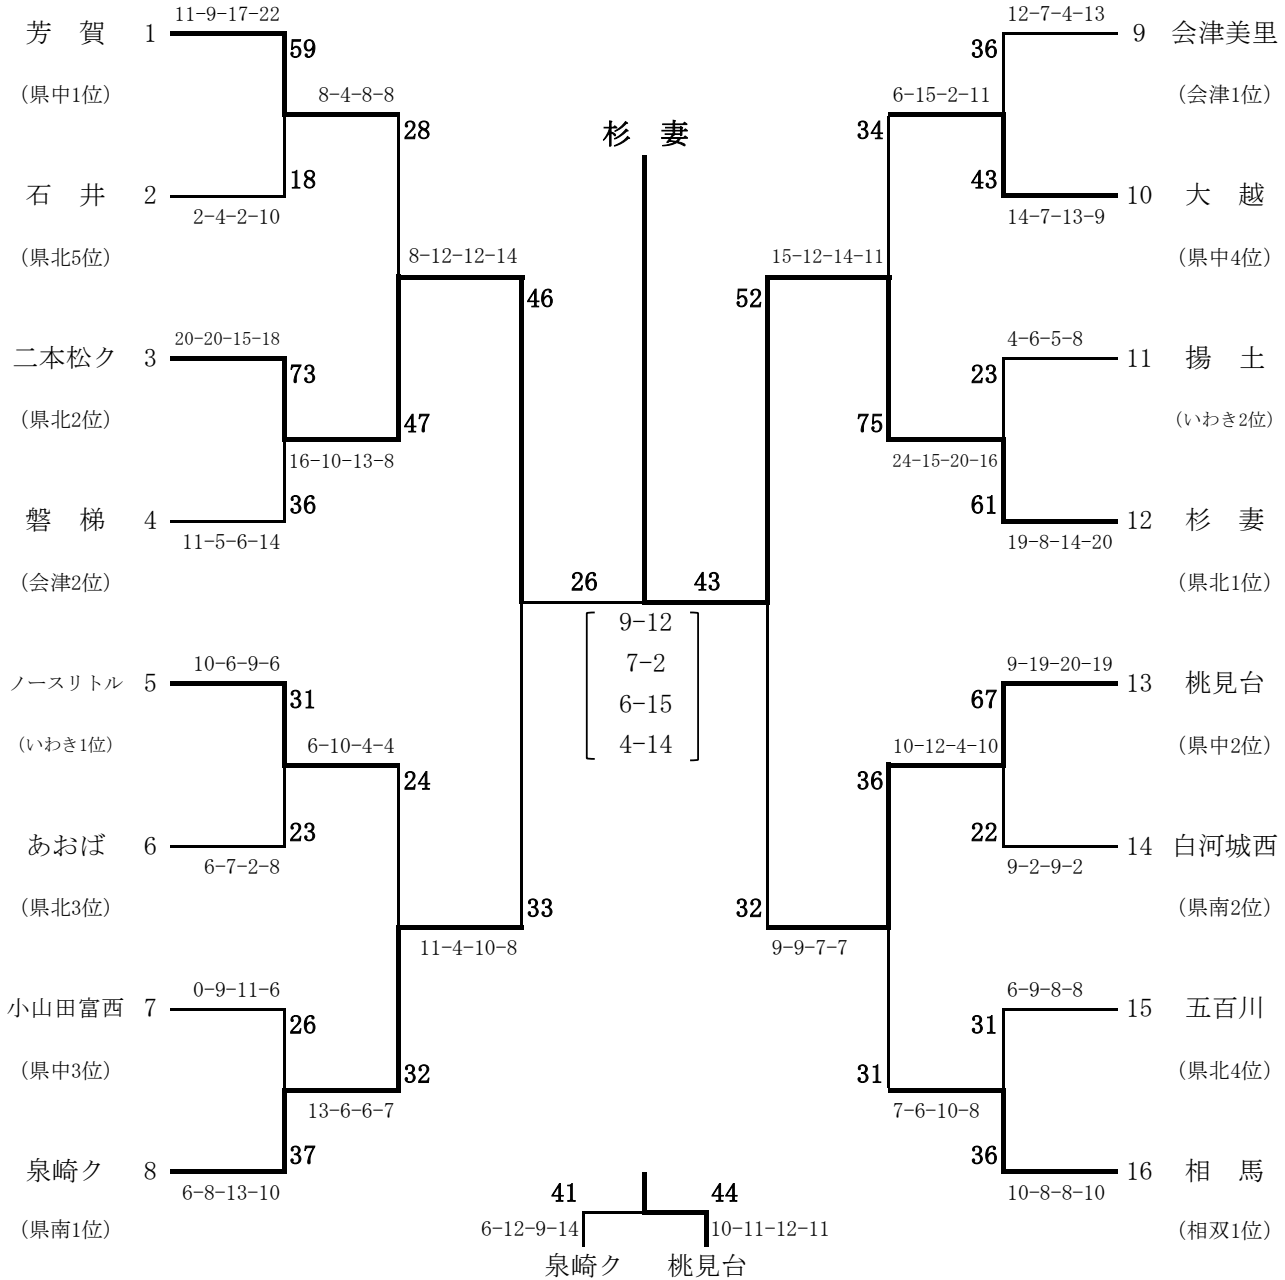 杉　妻
芳　賀 1 11-9-17-22
59
(県中1位)
8-4-8-8
28
18
石　井 2 2-4-2-10
(県北5位)
8-12-12-14
46
二本松ク 3 20-20-15-18
73
(県北2位)
47
16-10-13-8
36
磐　梯 4 11-5-6-14
(会津2位)
ノースリトル 5 10-6-9-6
31
(いわき1位)
6-10-4-4
24
23
あおば 6 6-7-2-8
(県北3位)
33
11-4-10-8
小山田富西 7 0-9-11-6
26
(県中3位)
32
13-6-6-7
37
泉崎ク 8 6-8-13-10
(県南1位)
26 43
9-12
7-2
6-15
4-14
12-7-4-13 9 会津美里
36
(会津1位)
6-15-2-11
34
43
10 大　越
14-7-13-9
(県中4位)
15-12-14-11
52
4-6-5-8
11 揚　土
23
(いわき2位)
75
24-15-20-16
61
12 杉　妻
19-8-14-20
(県北1位)
9-19-20-19
13 桃見台
67
(県中2位)
10-12-4-10
36
22
14 白河城西
9-2-9-2
(県南2位)
32
9-9-7-7
6-9-8-8
15 五百川
31
(県北4位)
31
7-6-10-8
36
16 相　馬
10-8-8-10
(相双1位)
41 44
6-12-9-14 10-11-12-11
泉崎ク 桃見台